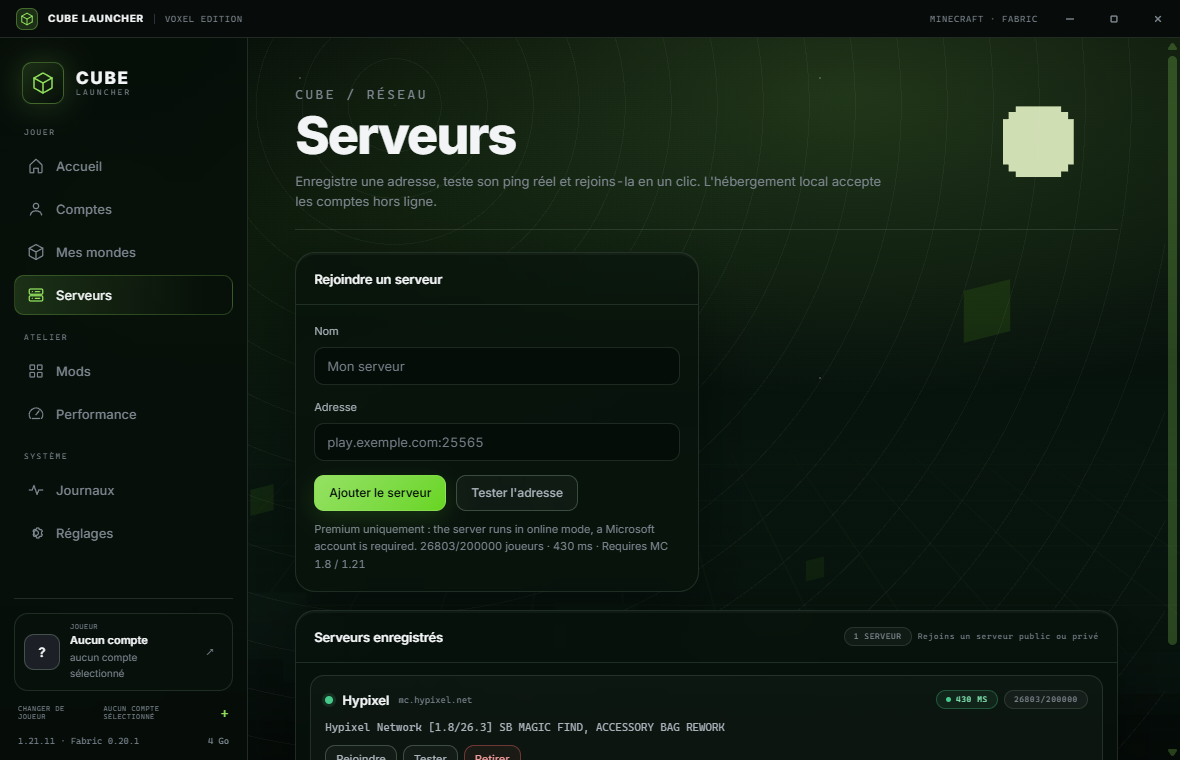 CUBE LAUNCHER
VOXEL EDITION
MINECRAFT · FABRIC
CUBE
LAUNCHER
JOUER
Accueil
Comptes
Mes mondes
Serveurs
ATELIER
Mods
Performance
SYSTÈME
Journaux
Réglages
?
JOUEUR
Aucun compte
aucun compte
sélectionné
↗
CHANGER DE
JOUEUR
AUCUN COMPTE
SÉLECTIONNÉ
+
1.21.11 · Fabric 0.20.1
4 Go
CUBE / RÉSEAU
Serveurs
Enregistre une adresse, teste son ping réel et rejoins-la en un clic. L'hébergement local accepte
les comptes hors ligne.
Rejoindre un serveur
Nom
Mon serveur
Adresse
play.exemple.com:25565
Ajouter le serveur
Tester l'adresse
Premium uniquement : the server runs in online mode, a Microsoft
account is required. 26803/200000 joueurs · 430 ms · Requires MC
1.8 / 1.21
Serveurs enregistrés
1 SERVEUR
Rejoins un serveur public ou privé
Hypixel
mc.hypixel.net
430 MS
26803/200000
Hypixel Network [1.8/26.3] SB MAGIC FIND, ACCESSORY BAG REWORK
Rejoindre
Tester
Retirer